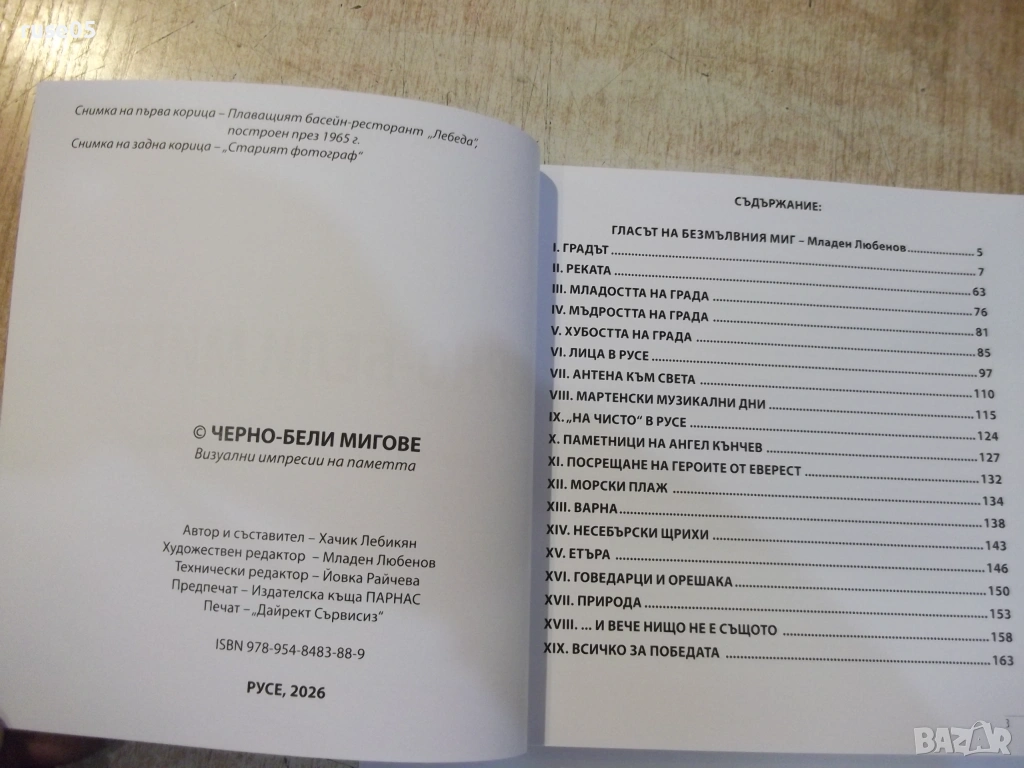 ruse05
Снимка на първа корица – Плаващият басейн-ресторант „Лебеда“,
построен през 1965 г.
Снимка на задна корица – „Старият фотограф“
© ЧЕРНО-БЕЛИ МИГОВЕ
Визуални импресии на паметта
Автор и съставител – Хачик Лебикян
Художествен редактор – Младен Любенов
Технически редактор – Йовка Райчева
Предпечат – Издателска къща ПАРНАС
Печат – „Дайрект Сървисиз“
ISBN 978-954-8483-88-9
РУСЕ, 2026
СЪДЪРЖАНИЕ:
ГЛАСЪТ НА БЕЗМЪЛВНИЯ МИГ – Младен Любенов 5
I. ГРАДЪТ 7
II. РЕКАТА 63
III. МЛАДОСТТА НА ГРАДА 76
IV. МЪДРОСТТА НА ГРАДА 81
V. ХУБОСТТА НА ГРАДА 85
VI. ЛИЦА В РУСЕ 97
VII. АНТЕНА КЪМ СВЕТА 110
VIII. МАРТЕНСКИ МУЗИКАЛНИ ДНИ 115
IX. „НА ЧИСТО“ В РУСЕ 124
X. ПАМЕТНИЦИ НА АНГЕЛ КЪНЧЕВ 127
XI. ПОСРЕЩАНЕ НА ГЕРОИТЕ ОТ ЕВЕРЕСТ 132
XII. МОРСКИ ПЛАЖ 134
XIII. ВАРНА 138
XIV. НЕСЕБЪРСКИ ЩРИХИ 143
XV. ЕТЪРА 146
XVI. ГОВЕДАРЦИ И ОРЕШАКА 150
XVII. ПРИРОДА 153
XVIII. ... И ВЕЧЕ НИЩО НЕ Е СЪЩОТО 158
XIX. ВСИЧКО ЗА ПОБЕДАТА 163
3
BAZAR